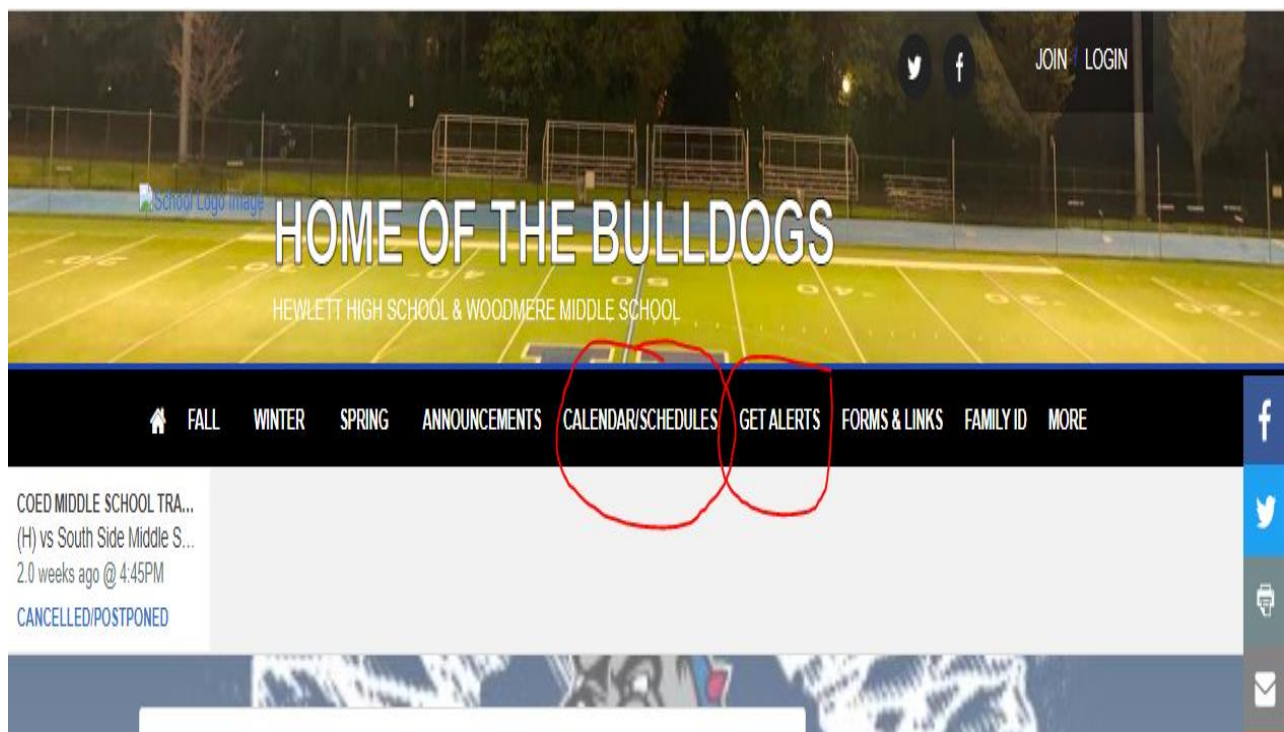 JOIN / LOGIN
School Logo Image
HOME OF THE BULLDOGS
HEWLETT HIGH SCHOOL & WOODMERE MIDDLE SCHOOL
FALL WINTER SPRING ANNOUNCEMENTS CALENDAR/SCHEDULES GET ALERTS FORMS & LINKS FAMILY ID MORE
COED MIDDLE SCHOOL TRA...
(H) vs South Side Middle S...
2.0 weeks ago @ 4:45PM
CANCELLED/POSTPONED